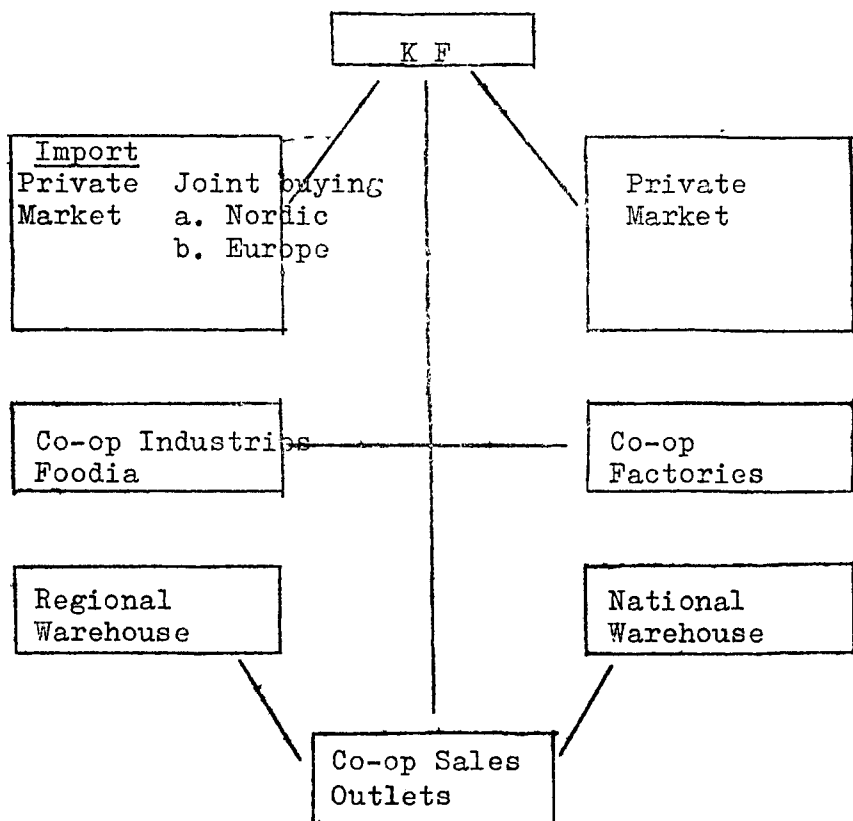 K F
Import
Private Joint buying
Market a. Nordic
b. Europe
Private
Market
Co-op Industries
Foodia
Co-op
Factories
Regional
Warehouse
National
Warehouse
Co-op Sales
Outlets